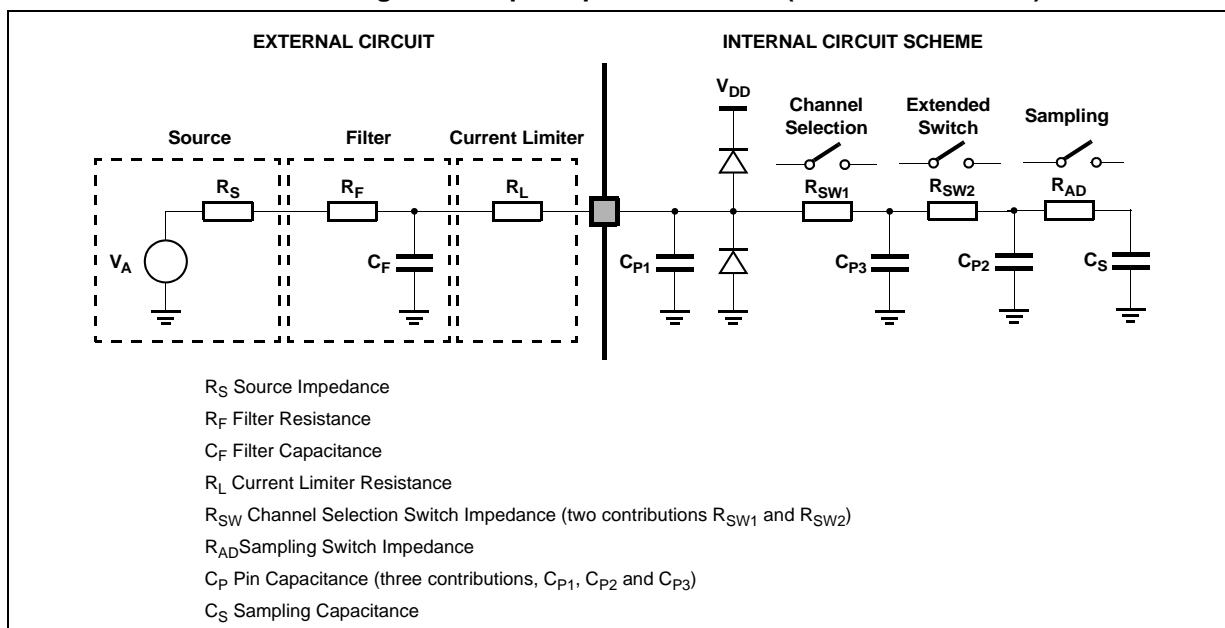 EXTERNAL CIRCUIT
INTERNAL CIRCUIT SCHEME
VDD
Channel
Selection
Extended
Switch
Sampling
Source
Filter
Current Limiter
RS
RF
RL
RSW1
RSW2
RAD
VA
CF
CP1
CP3
CP2
CS
RS Source Impedance
RF Filter Resistance
CF Filter Capacitance
RL Current Limiter Resistance
RSW Channel Selection Switch Impedance (two contributions RSW1 and RSW2)
RADSampling Switch Impedance
CP Pin Capacitance (three contributions, CP1, CP2 and CP3)
CS Sampling Capacitance